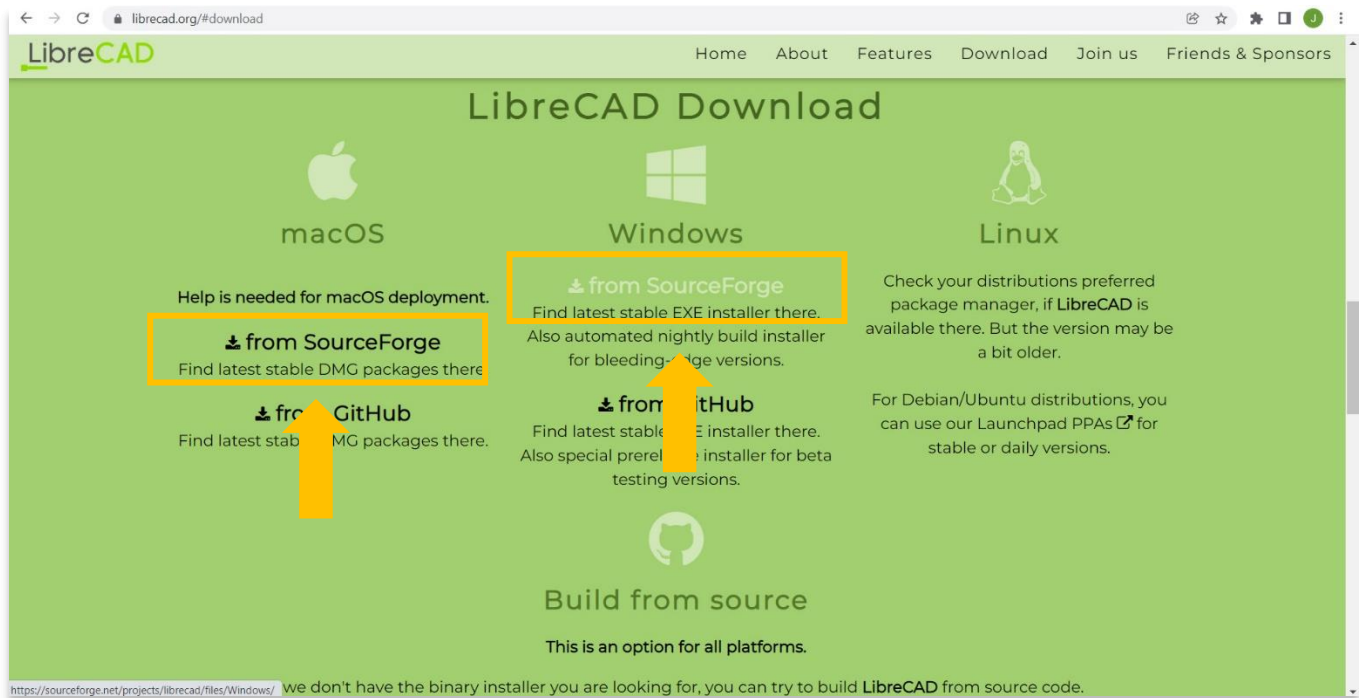 librecad.org/#download
J
LibreCAD
Home About Features Download Join us Friends & Sponsors
LibreCAD Download
macOS
Help is needed for macOS deployment.
from SourceForge
Find latest stable DMG packages there
GitHub
Find latest MG packages there.
Windows
from SourceForge
Find latest stable EXE installer there.
Also automated nightly build installer
for versions.
from itHub
Find latest stable E installer there.
Also special installer for beta
testing versions.
Linux
Check your distributions preferred
package manager, if LibreCAD is
available there. But the version may be
a bit older.
For Debian/Ubuntu distributions, you
can use our Launchpad PPAs for
stable or daily versions.
Build from source
This is an option for all platforms.
we don't have the binary installer you are looking for, you can try to build LibreCAD from source code.
https://sourceforge.net/projects/librecad/files/Windows/